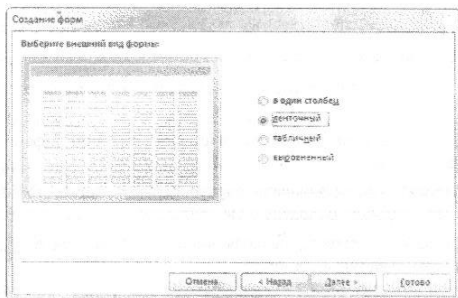 Создание форм
Выберите внешний вид формы:
в один столбец
ленточный
табличный
выровненный
Отмена
< Назад
Далее >
Готово